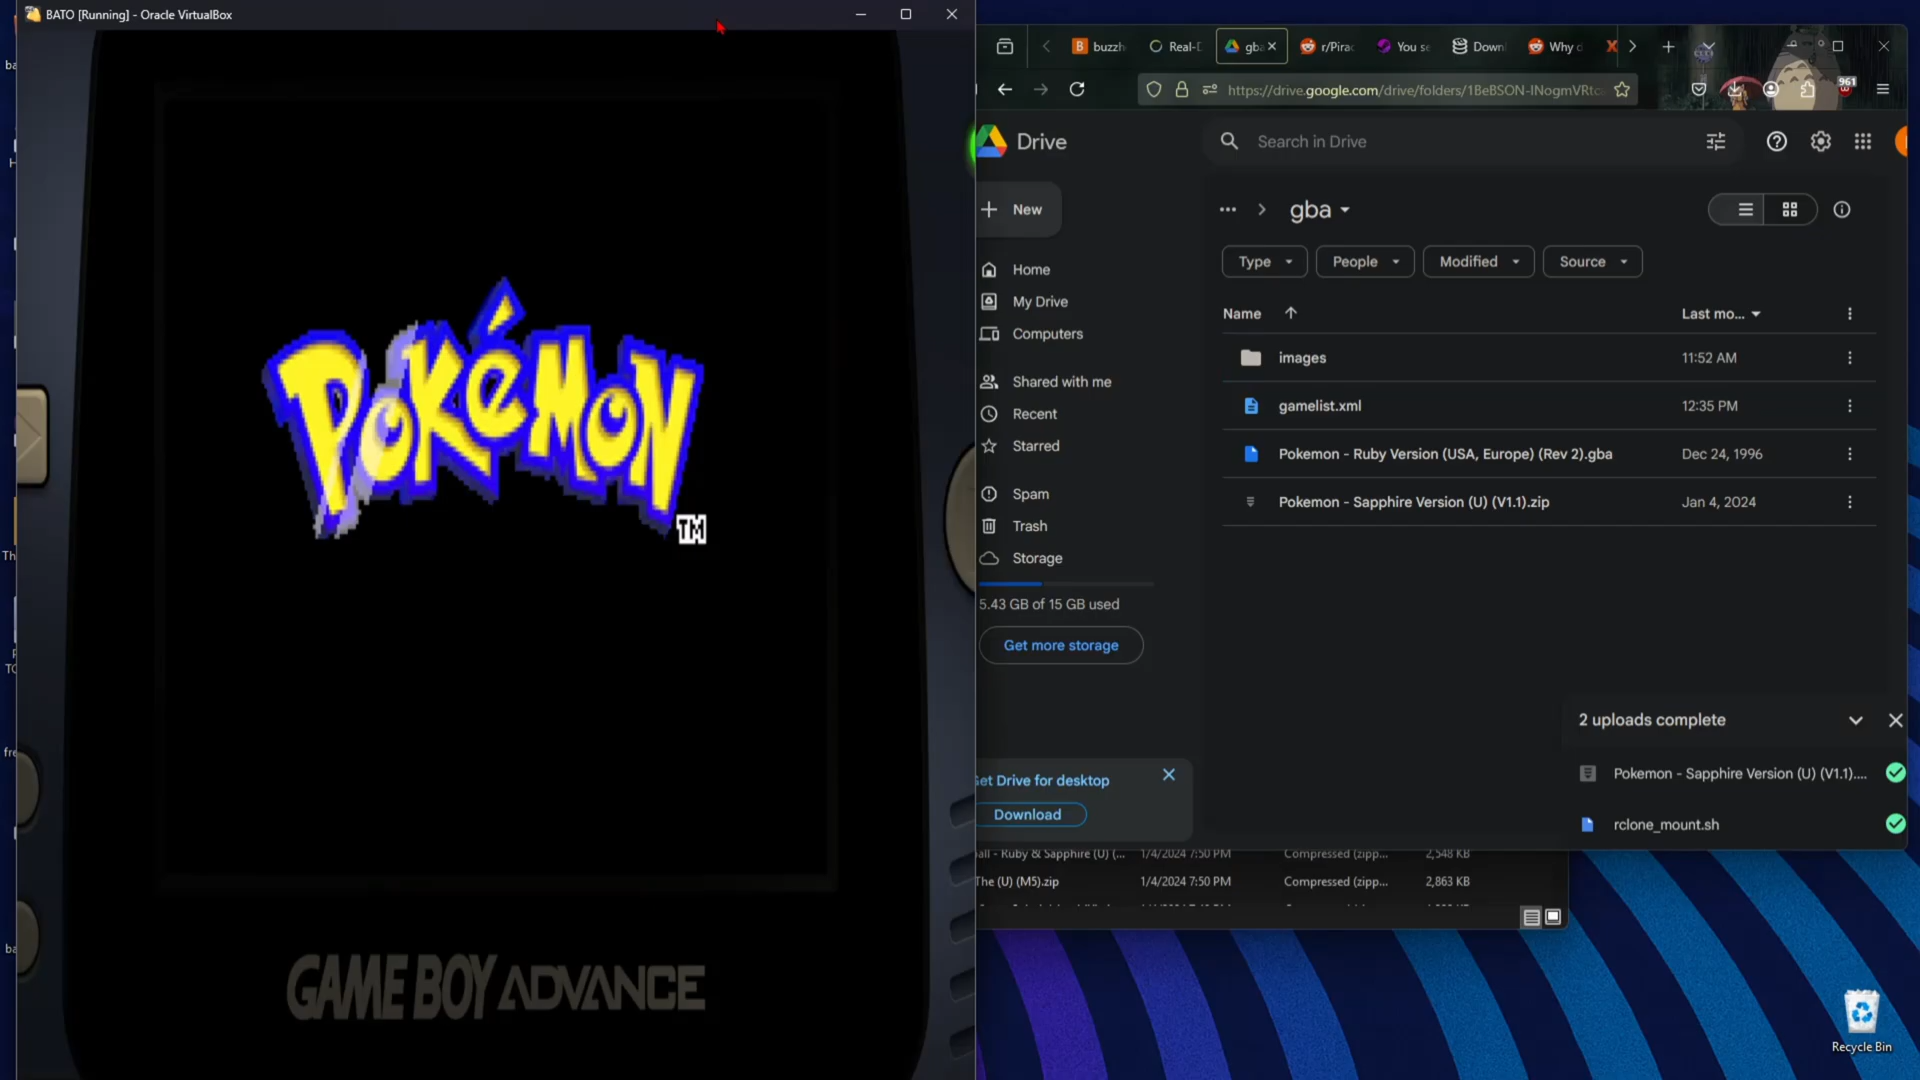 BATO [Running] - Oracle VirtualBox
POKÉMON
TM
GAME BOY ADVANCE
buzzh
Real-D
gb
r/Pirac
You se
Down
Why d
https://drive.google.com/drive/folders/1BeBSON-INogmVRtc
961
Drive
Search in Drive
New
gba
Type
People
Modified
Source
Home
My Drive
Computers
Shared with me
Recent
Starred
Spam
Trash
Storage
5.43 GB of 15 GB used
Get more storage
Name
Last mo...
images
11:52 AM
gamelist.xml
12:35 PM
Pokemon - Ruby Version (USA, Europe) (Rev 2).gba
Dec 24, 1996
Pokemon - Sapphire Version (U) (V1.1).zip
Jan 4, 2024
2 uploads complete
Pokemon - Sapphire Version (U) (V1.1)....
rclone_mount.sh
Get Drive for desktop
Download
all - Ruby & Sapphire (U) (...
1/4/2024 7:50 PM
Compressed (zipp...
2,548 KB
The (U) (M5).zip
1/4/2024 7:50 PM
Compressed (zipp...
2,863 KB
Recycle Bin